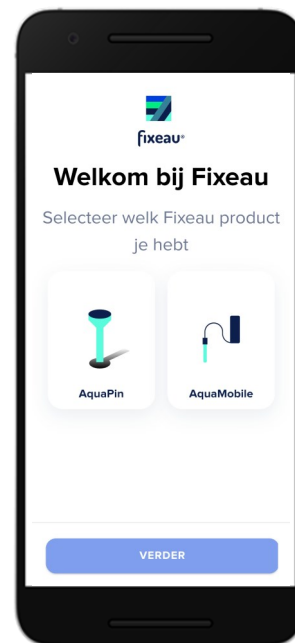 fixeau®
Welkom bij Fixeau
Selecteer welk Fixeau product
je hebt
AquaPin
AquaMobile
VERDER